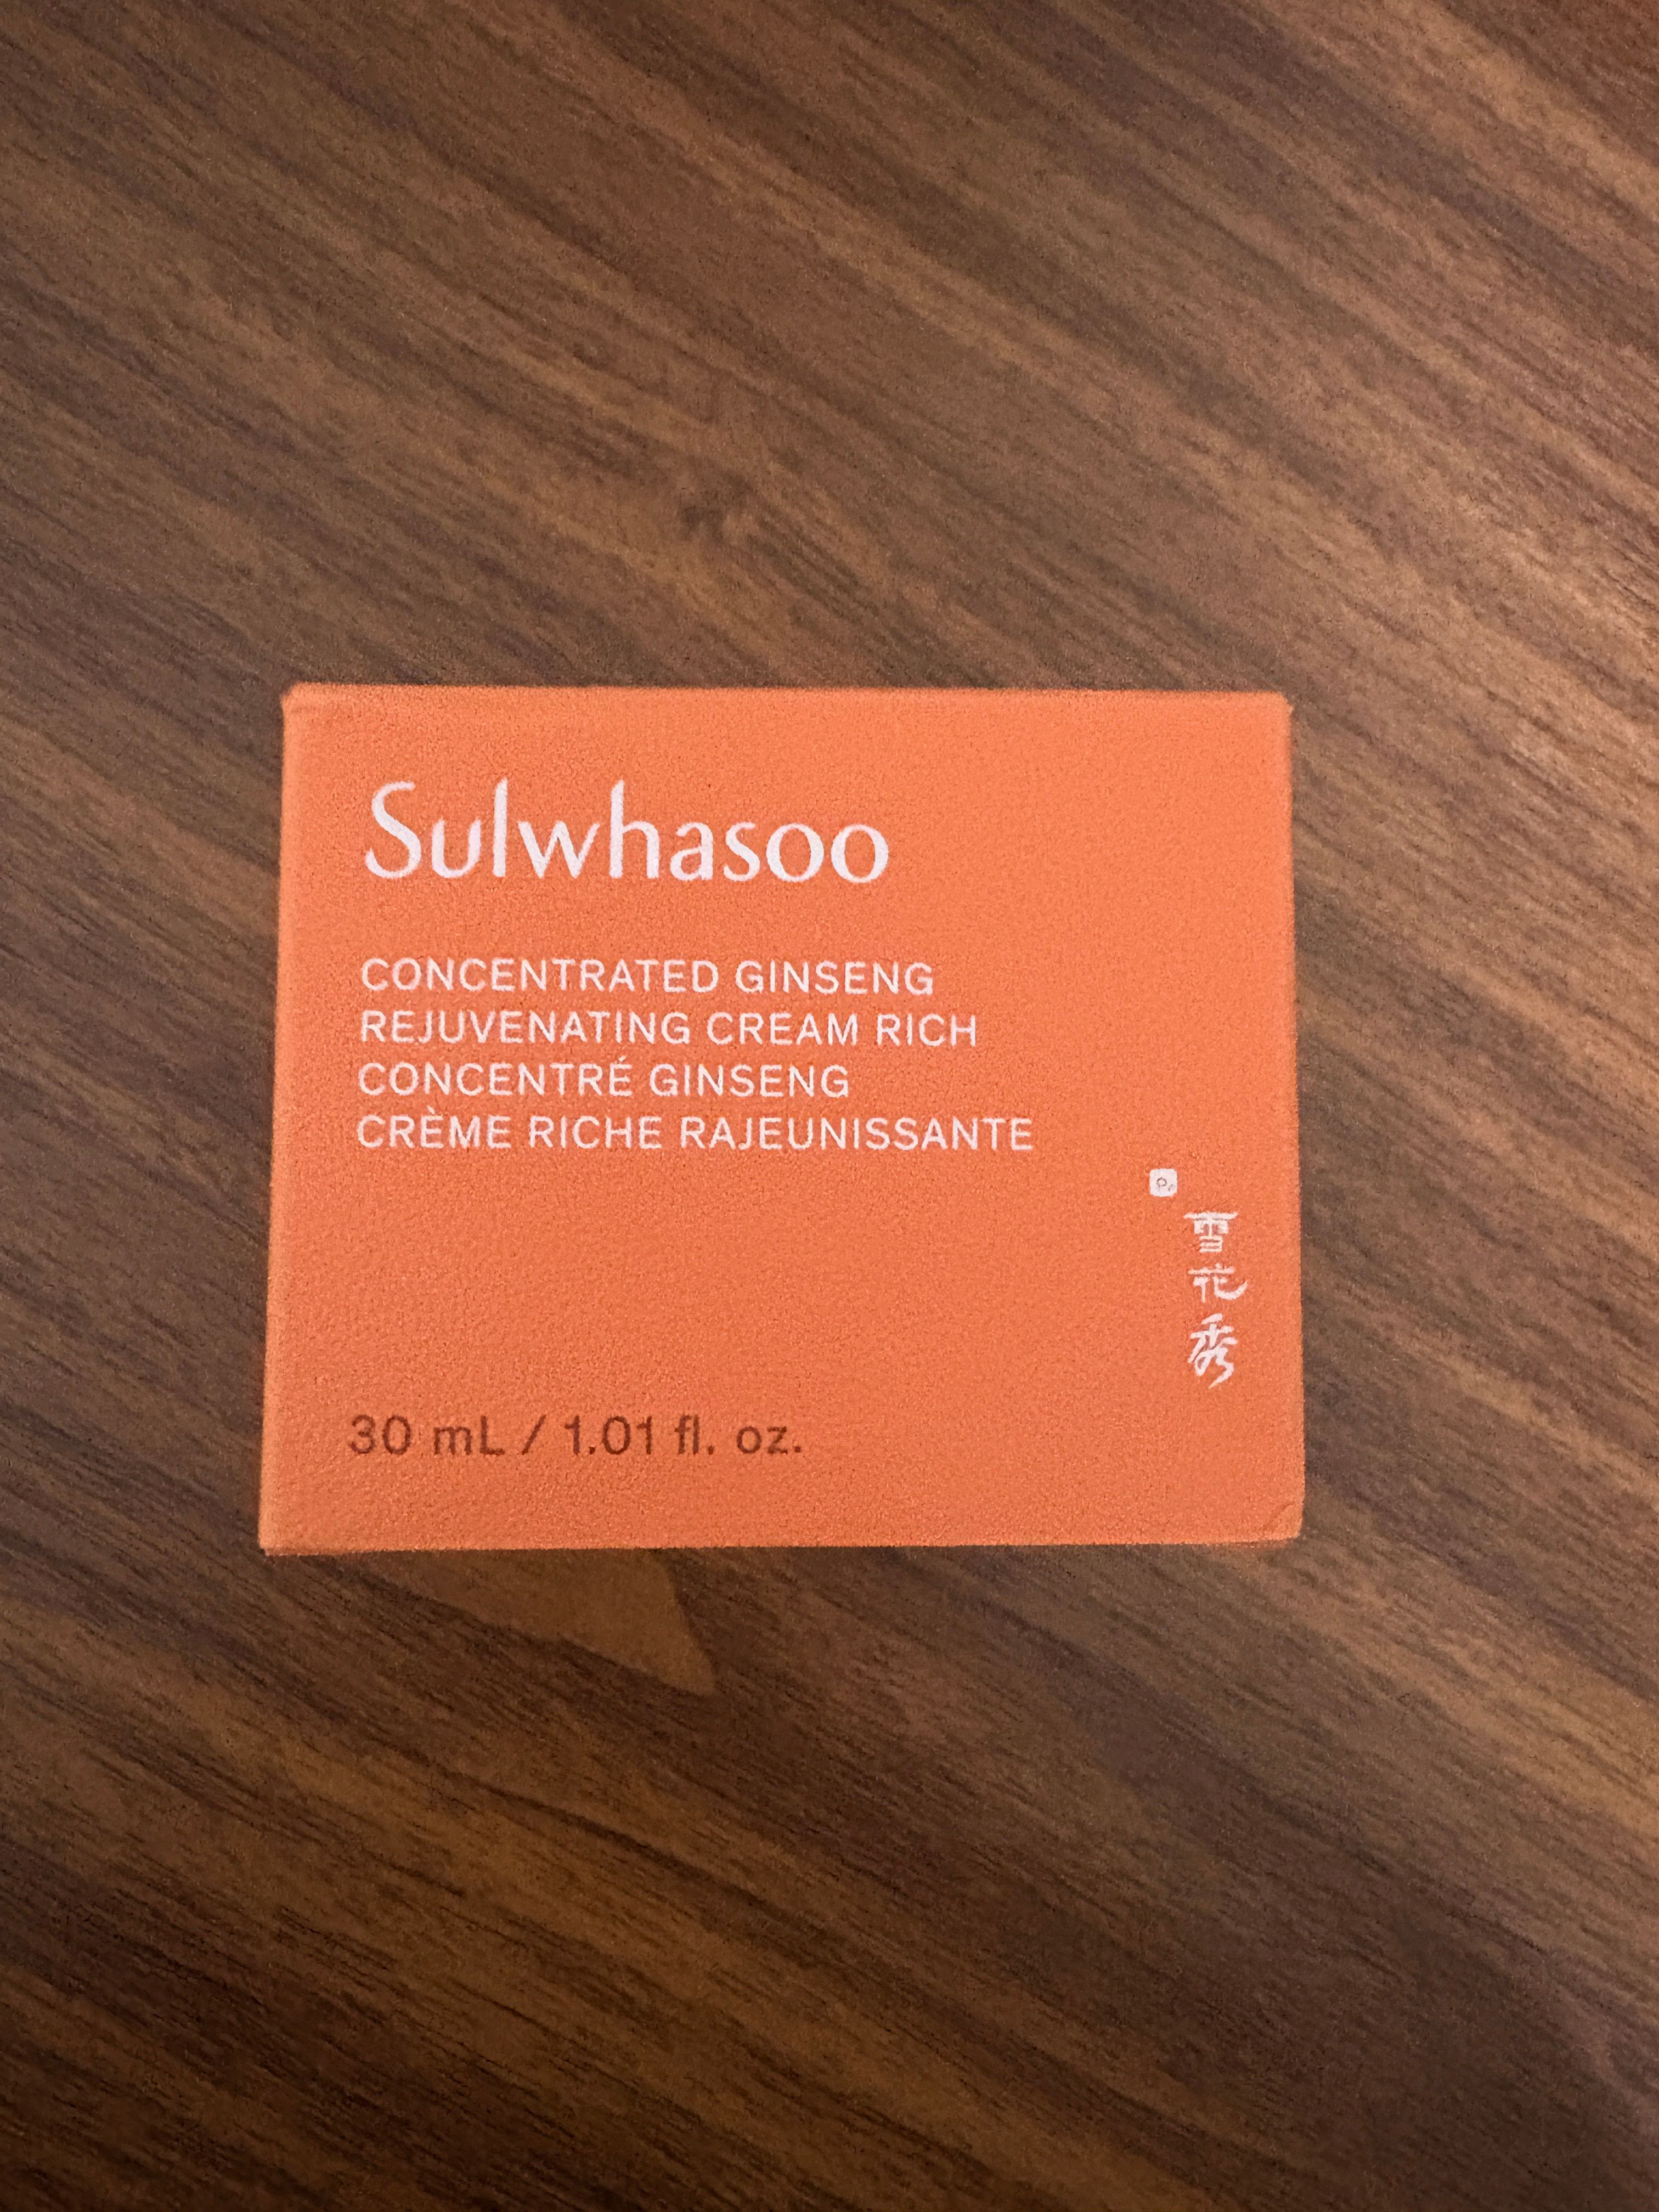 Sulwhasoo
CONCENTRATED GINSENG
REJUVENATING CREAM RICH
CONCENTRÉ GINSENG
CRÈME RICHE RAJEUNISSANTE
雪花秀
30 mL / 1.01 fl. oz.